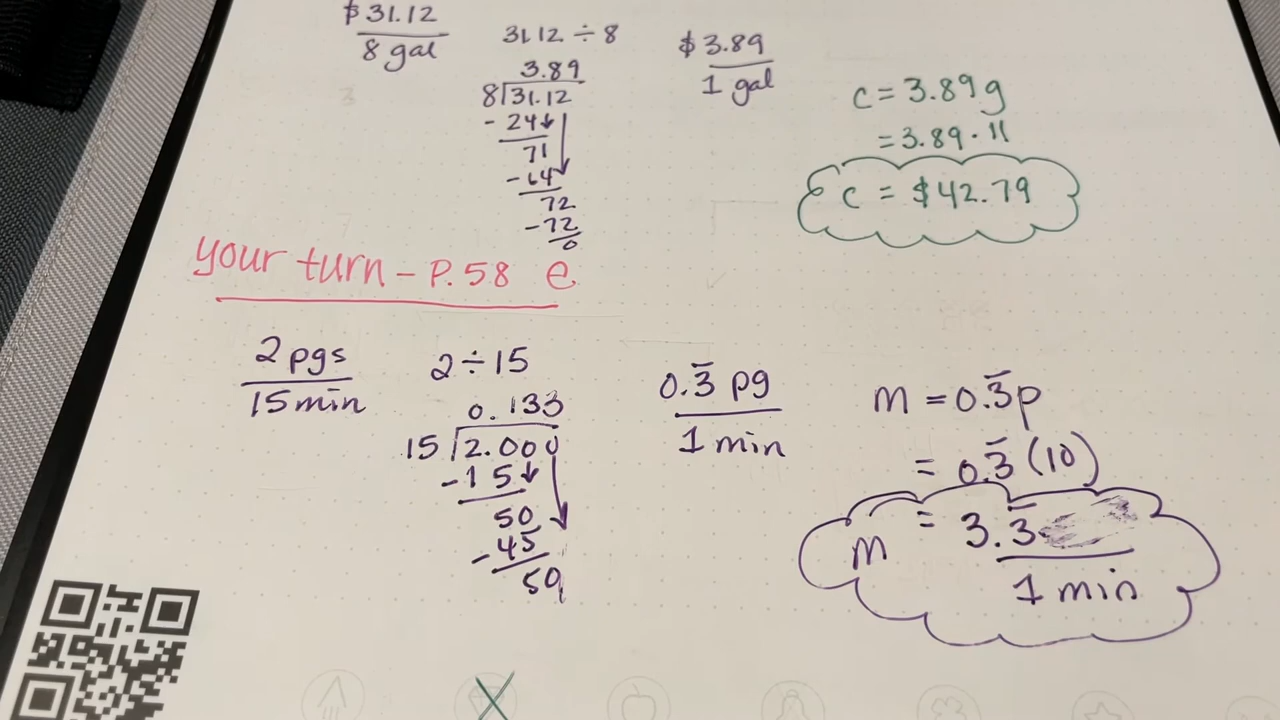 $31.12
8 gal
31.12 ÷ 8
3.89
8 31.12
- 24
71
- 64
72
- 72
0
$3.89
1 gal
c = 3.89g
= 3.89 · 11
c = $42.79
your turn - P.58 e
2 pgs
15 min
2 ÷ 15
0.133
15 2.000
- 15
50
- 45
50
0.3̅ pg
1 min
m = 0.3̅p
= 0.3̅ (10)
m = 3.3̅
1 min
X